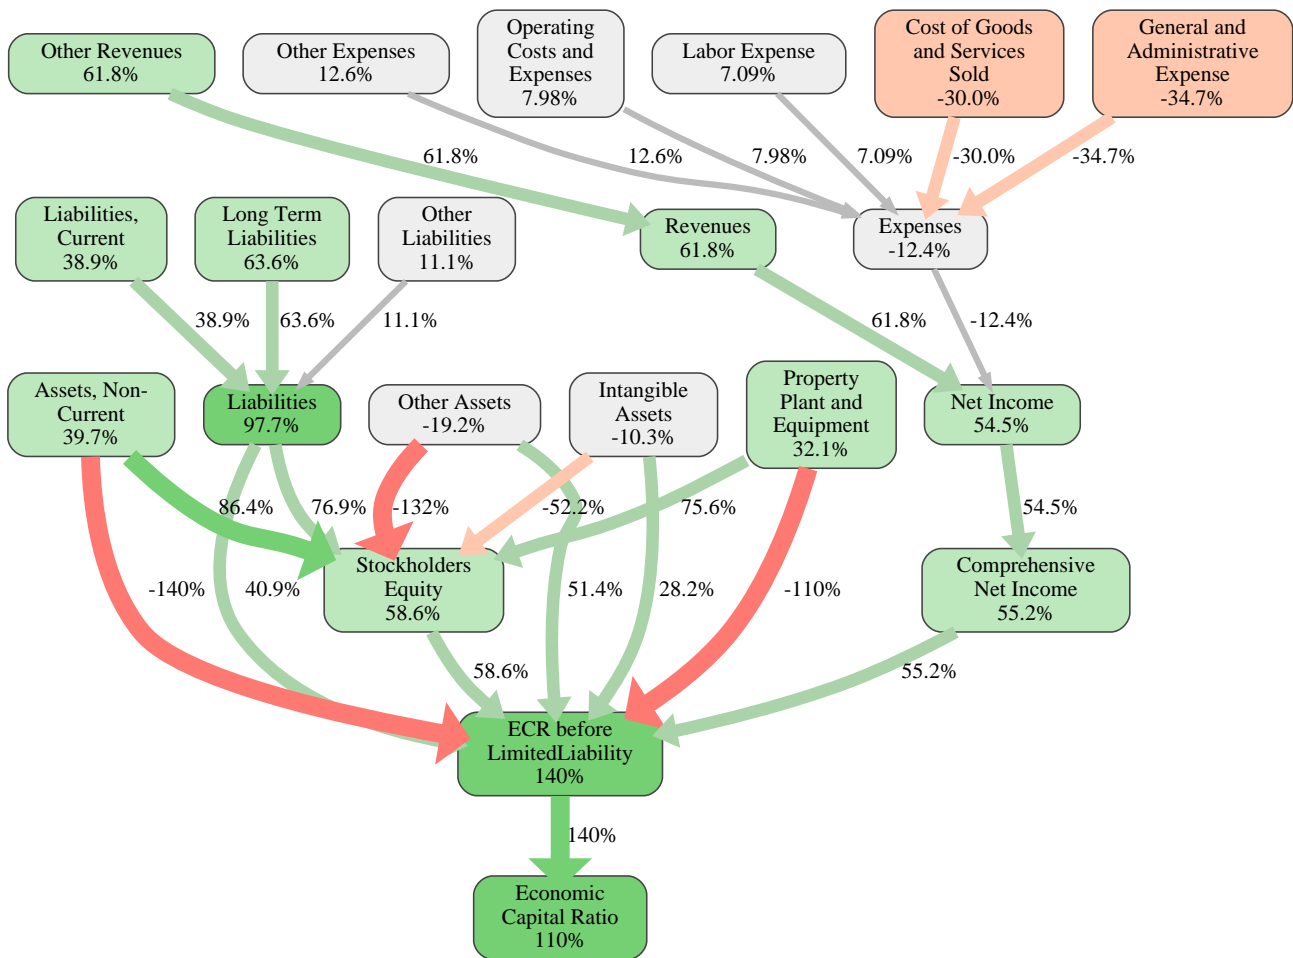 Other Revenues
61.8%
Other Expenses
12.6%
Operating
Costs and
Expenses
7.98%
Labor Expense
7.09%
Cost of Goods
and Services
Sold
-30.0%
General and
Administrative
Expense
-34.7%
61.8%
12.6%
7.98%
7.09%
-30.0%
-34.7%
Liabilities,
Current
38.9%
Long Term
Liabilities
63.6%
Other
Liabilities
11.1%
Revenues
61.8%
Expenses
-12.4%
38.9%
63.6%
11.1%
61.8%
-12.4%
Assets, Non-
Current
39.7%
Liabilities
97.7%
Other Assets
-19.2%
Intangible
Assets
-10.3%
Property
Plant and
Equipment
32.1%
Net Income
54.5%
86.4%
76.9%
-132%
-52.2%
75.6%
54.5%
Stockholders
Equity
58.6%
Comprehensive
Net Income
55.2%
-140%
40.9%
51.4%
28.2%
-110%
58.6%
55.2%
ECR before
LimitedLiability
140%
140%
Economic
Capital Ratio
110%